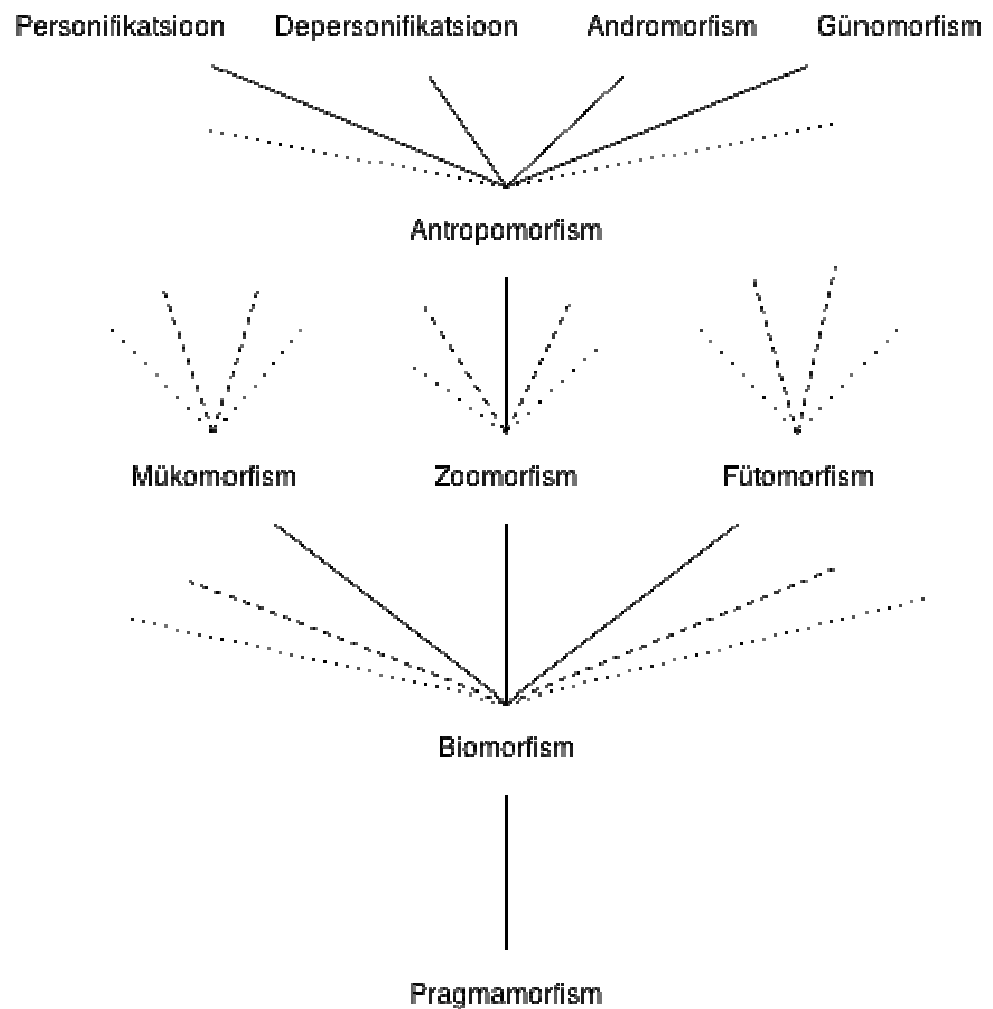 Personifikatsioon Depersonifikatsioon Andromorfism Günomorfism
Antropomorfism
Mükomorfism Zoomorfism Fütomorfism
Biomorfism
Pragmamorfism